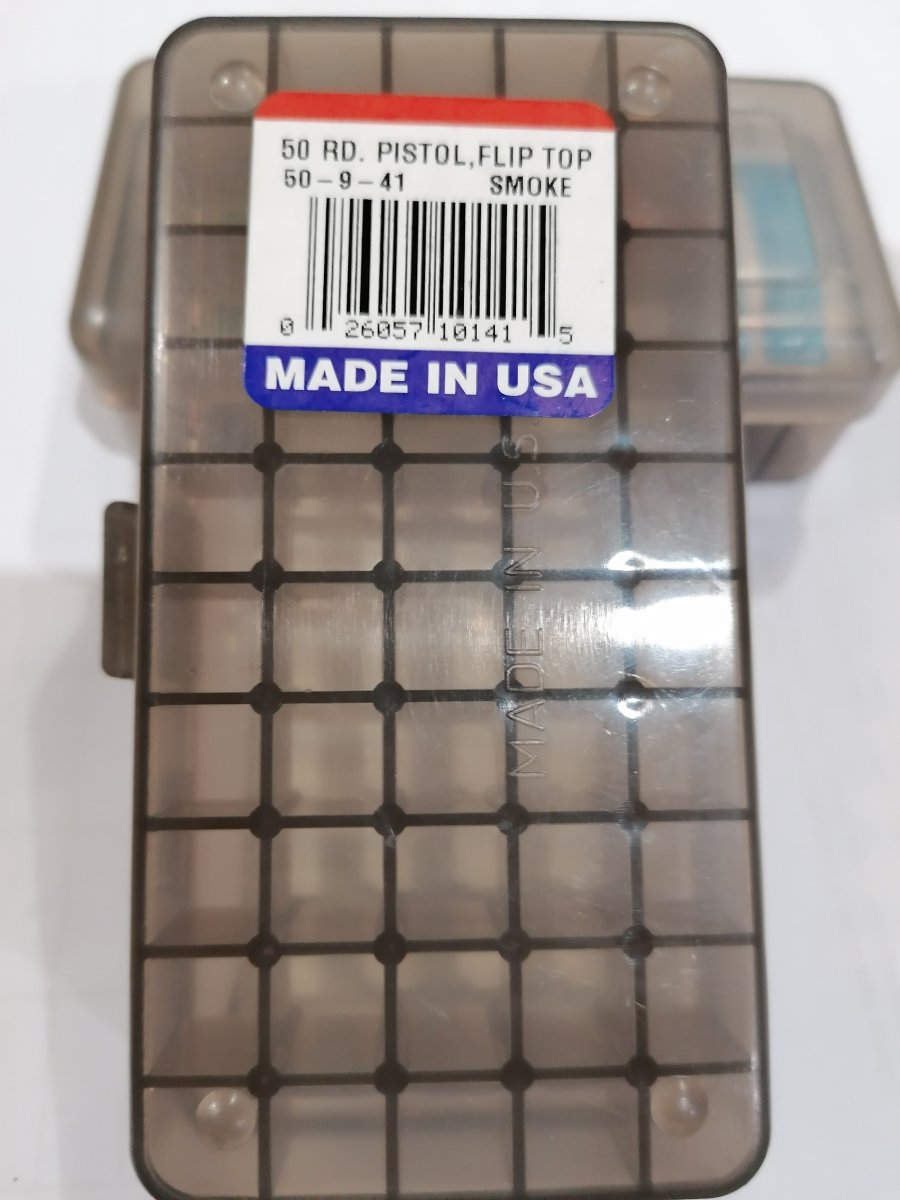 50 RD. PISTOL,FLIP TOP
50-9-41 SMOKE
0 26057 10141 5
MADE IN USA
MADE IN U.S.